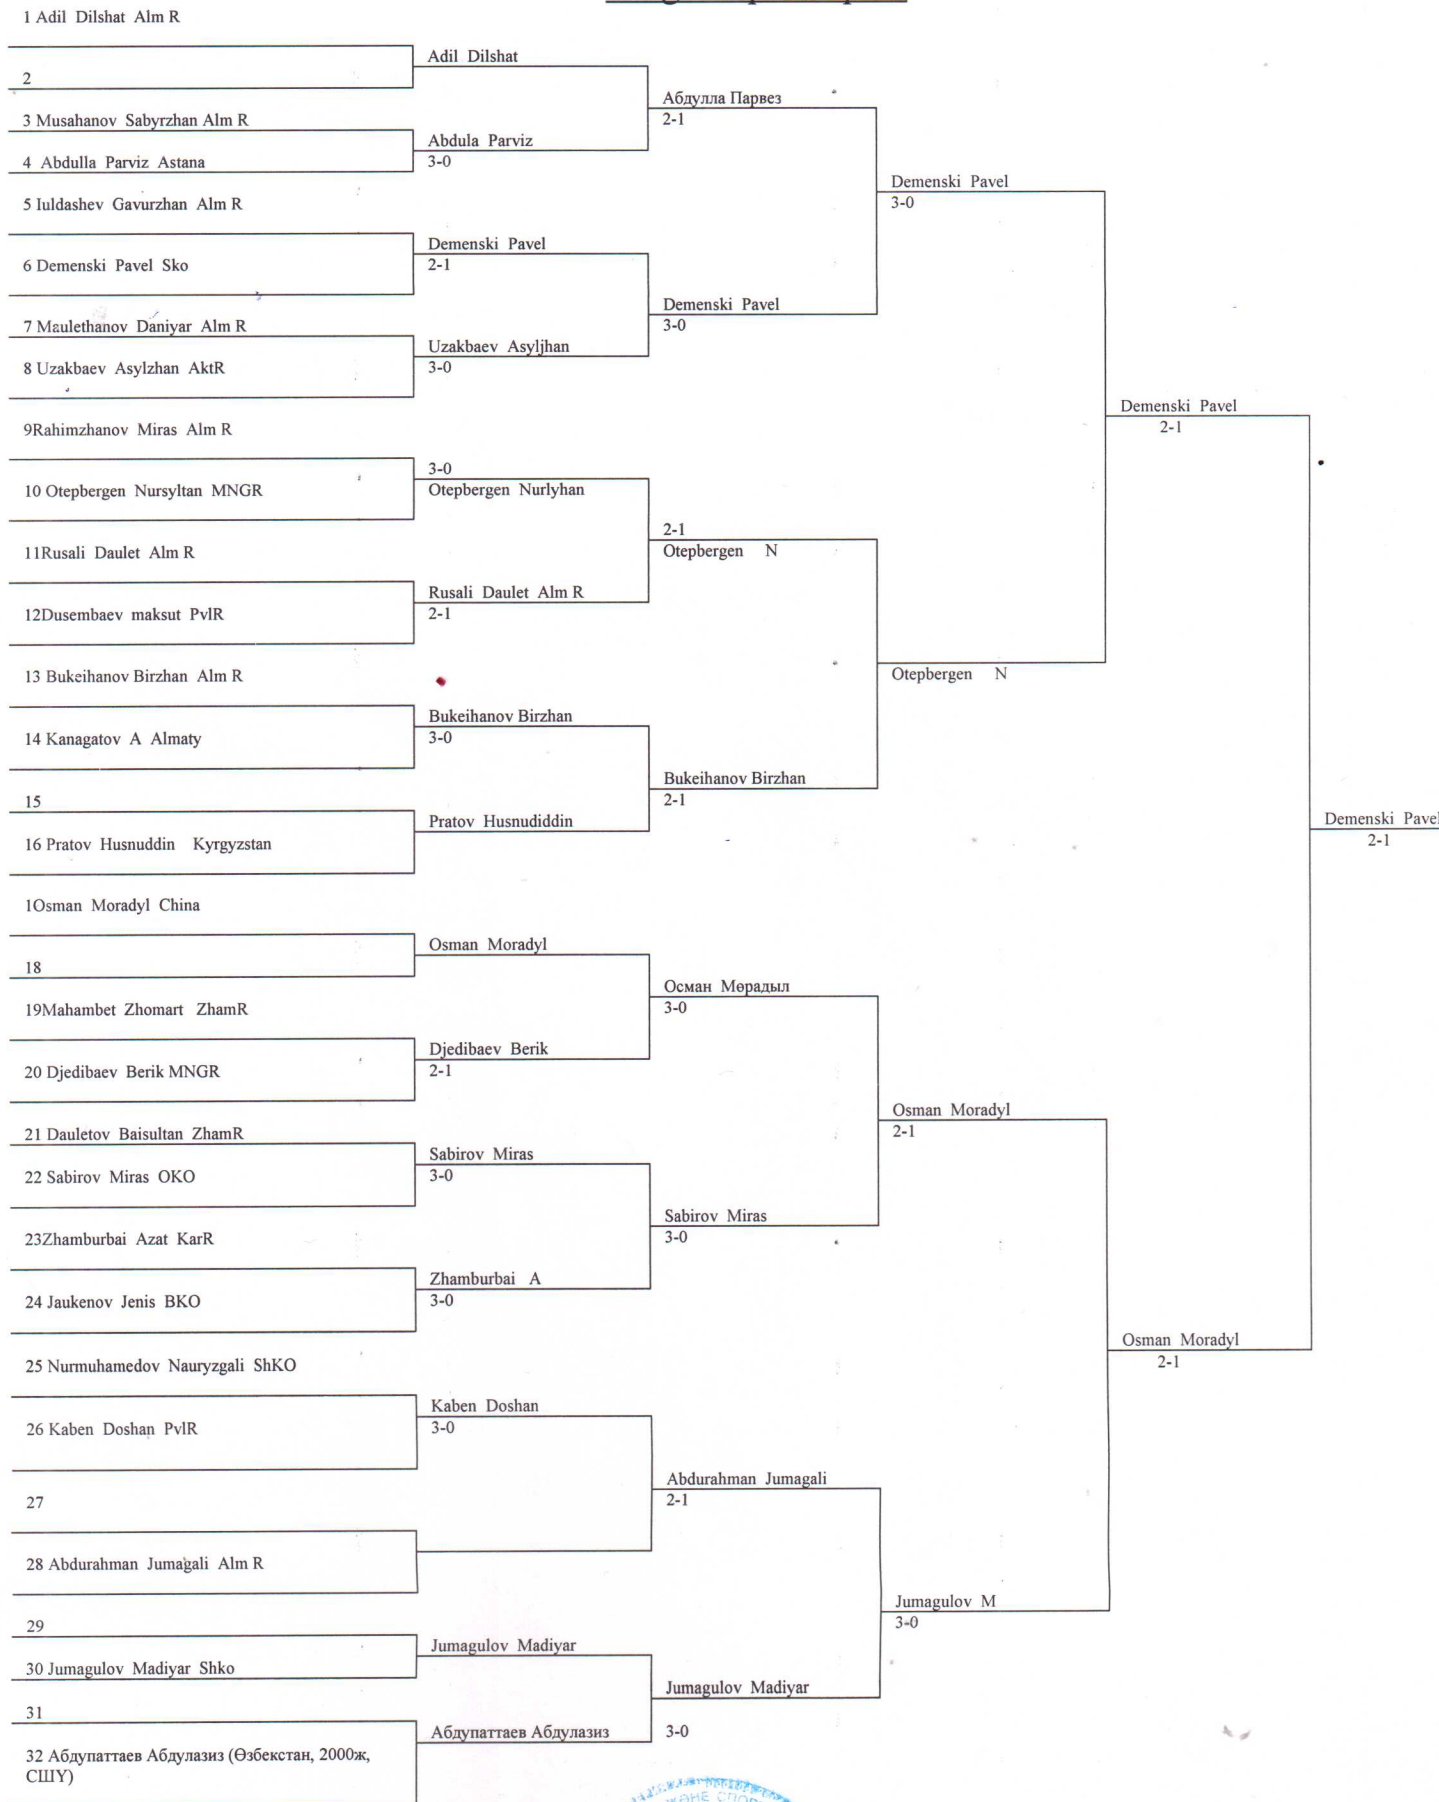 1 Adil Dilshat Alm R
2
3 Musahanov Sabyrzhan Alm R
4 Abdulla Parviz Astana
5 Iuldashev Gavurzhan Alm R
6 Demenski Pavel Sko
7 Maulethanov Daniyar Alm R
8 Uzakbaev Asylzhan AktR
9Rahimzhanov Miras Alm R
10 Otepbergen Nursyltan MNGR
11Rusali Daulet Alm R
12Dusembaev maksut PvlR
13 Bukeihanov Birzhan Alm R
14 Kanagatov A Almaty
15
16 Pratov Husnuddin Kyrgyzstan
1Osman Moradyl China
18
19Mahambet Zhomart ZhamR
20 Djedibaev Berik MNGR
21 Dauletov Baisultan ZhamR
22 Sabirov Miras OKO
23Zhamburbai Azat KarR
24 Jaukenov Jenis BKO
25 Nurmuhamedov Nauryzgali ShKO
26 Kaben Doshan PvlR
27
28 Abdurahman Jumagali Alm R
29
30 Jumagulov Madiyar Shko
31
32 Абдупаттаев Абдулазиз (Өзбекстан, 2000ж,
СШҮ)
Adil Dilshat
Abdula Parviz
3-0
Demenski Pavel
2-1
Uzakbaev Asyljhan
3-0
3-0
Otepbergen Nurlyhan
Rusali Daulet Alm R
2-1
Bukeihanov Birzhan
3-0
Pratov Husnudiddin
Osman Moradyl
Djedibaev Berik
2-1
Sabirov Miras
3-0
Zhamburbai A
3-0
Kaben Doshan
3-0
Jumagulov Madiyar
Абдупаттаев Абдулазиз
Абдулла Парвез
2-1
Demenski Pavel
3-0
2-1
Otepbergen N
Bukeihanov Birzhan
2-1
Осман Мөрадыл
3-0
Sabirov Miras
3-0
Abdurahman Jumagali
2-1
Jumagulov Madiyar
3-0
Demenski Pavel
3-0
Otepbergen N
Osman Moradyl
2-1
Jumagulov M
3-0
Demenski Pavel
2-1
Osman Moradyl
2-1
Demenski Pavel
2-1